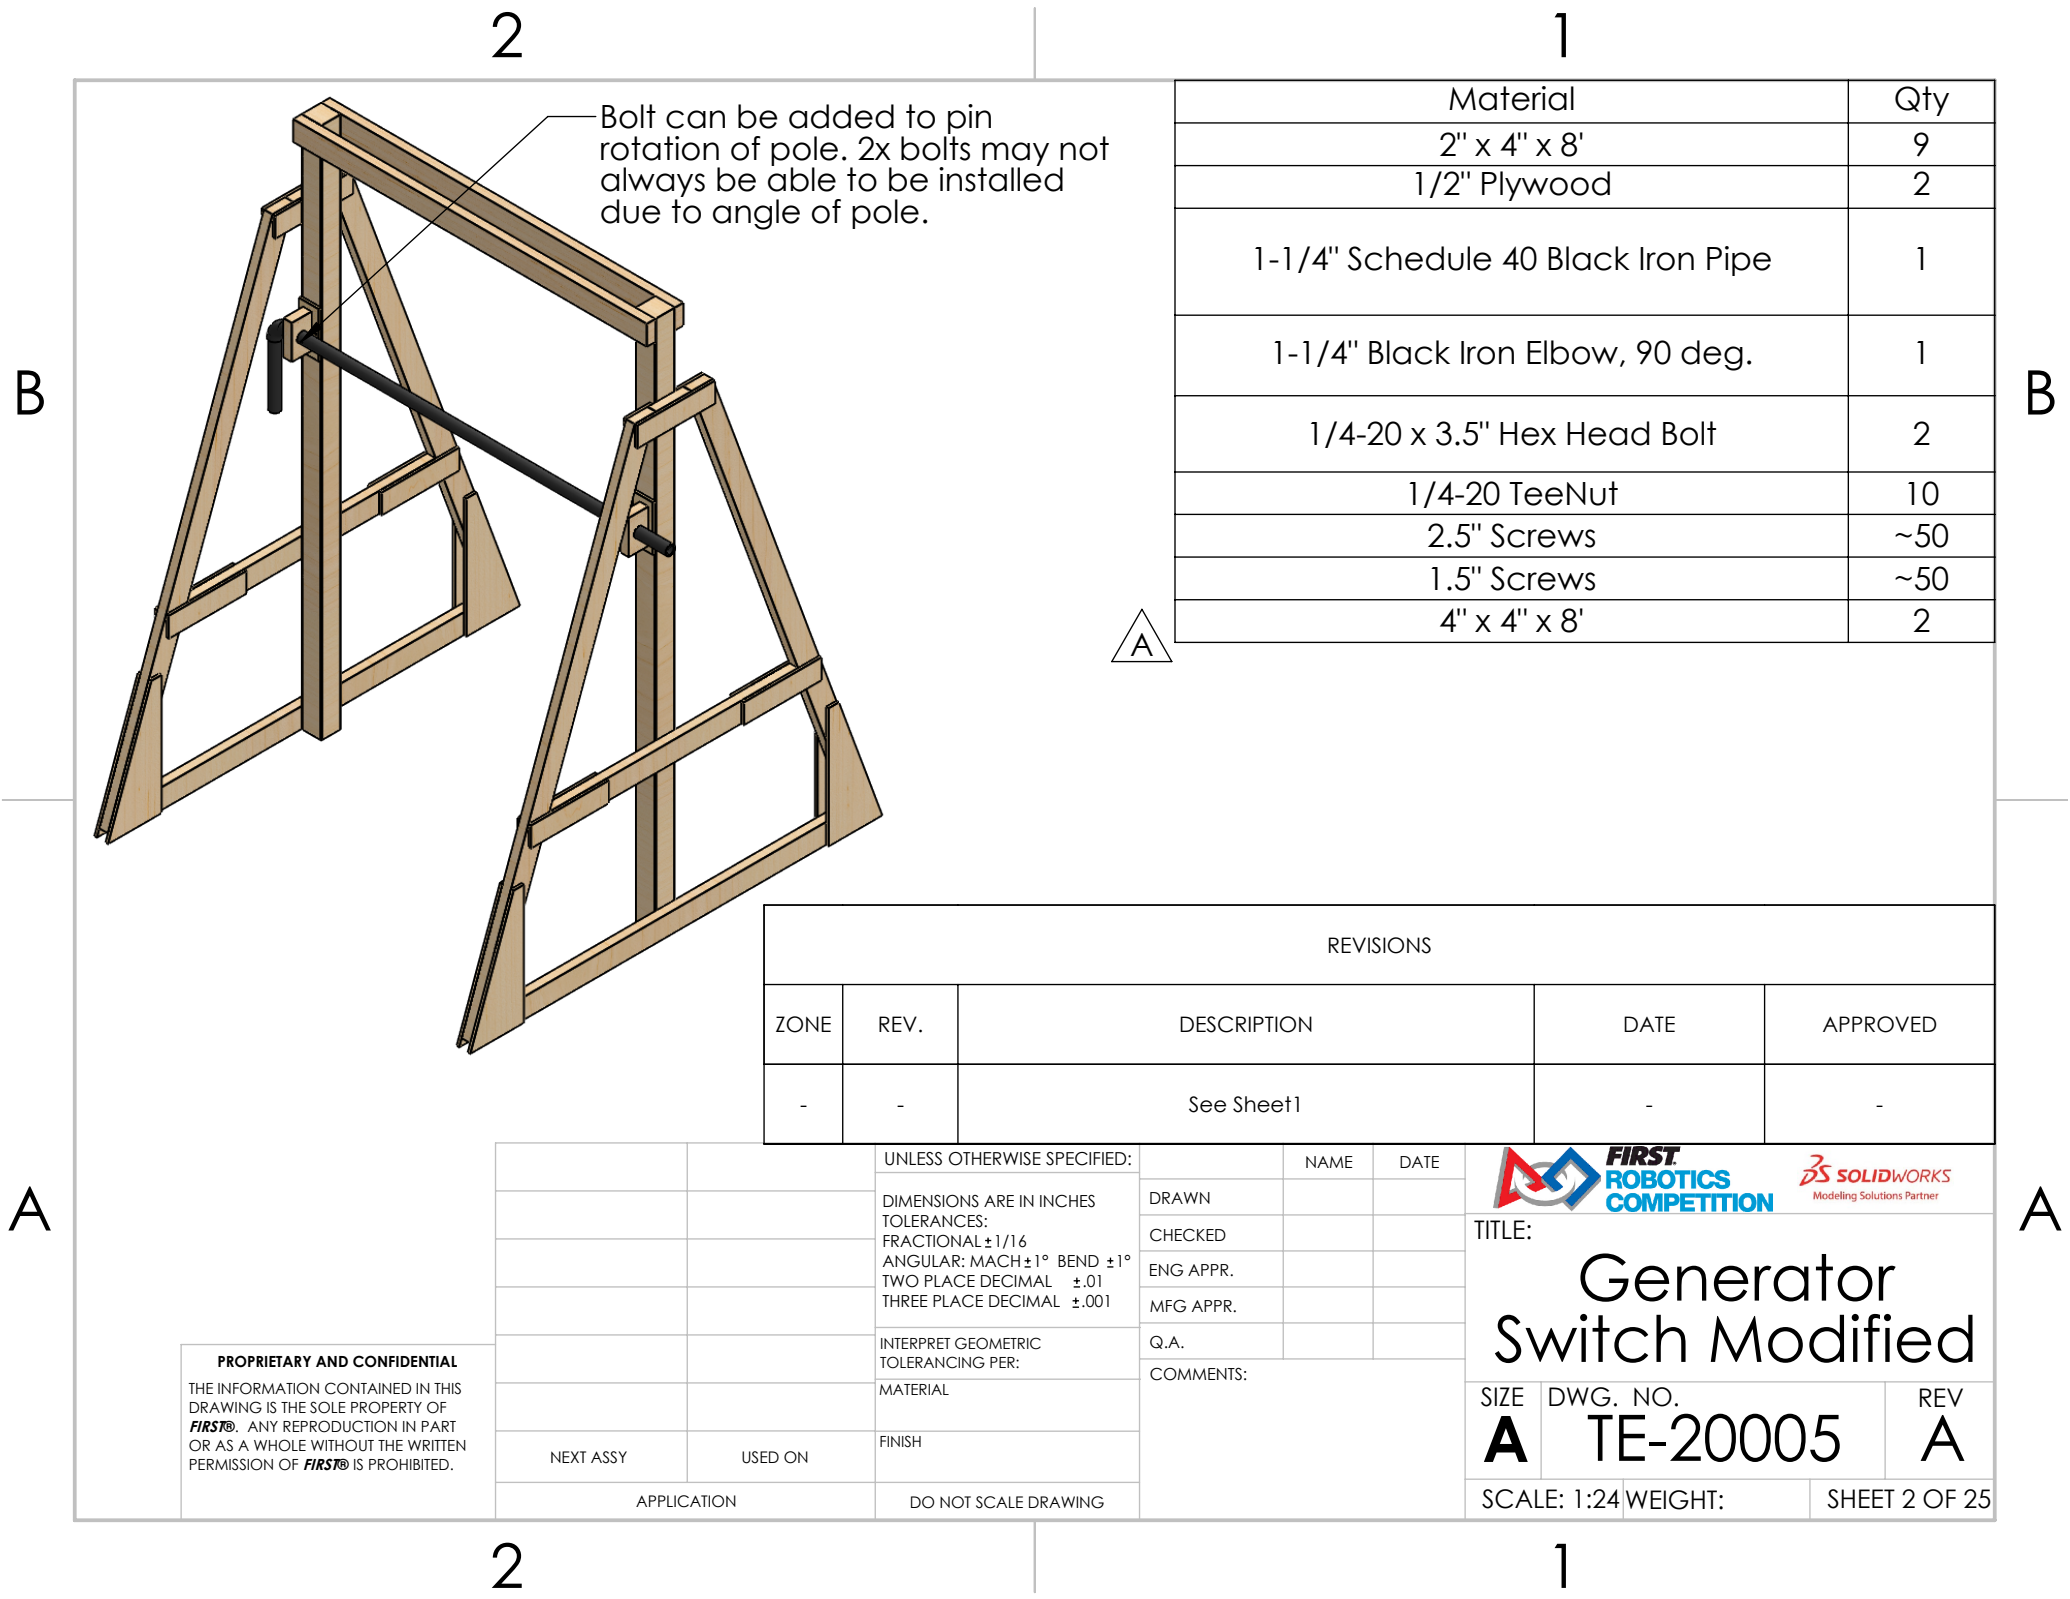 2 1
Bolt can be added to pin
rotation of pole. 2x bolts may not
always be able to be installed
due to angle of pole.
Material Qty
2" x 4" x 8' 9
1/2" Plywood 2
1-1/4" Schedule 40 Black Iron Pipe 1
1-1/4" Black Iron Elbow, 90 deg. 1
1/4-20 x 3.5" Hex Head Bolt 2
1/4-20 TeeNut 10
2.5" Screws ~50
1.5" Screws ~50
4" x 4" x 8' 2
A
B B
REVISIONS
ZONE REV. DESCRIPTION DATE APPROVED
- - See Sheet1 - -
A A
PROPRIETARY AND CONFIDENTIAL
THE INFORMATION CONTAINED IN THIS
DRAWING IS THE SOLE PROPERTY OF
FIRST®. ANY REPRODUCTION IN PART
OR AS A WHOLE WITHOUT THE WRITTEN
PERMISSION OF FIRST® IS PROHIBITED.
NEXT ASSY USED ON
APPLICATION
UNLESS OTHERWISE SPECIFIED:
DIMENSIONS ARE IN INCHES
TOLERANCES:
FRACTIONAL ±1/16
ANGULAR: MACH ±1° BEND ±1°
TWO PLACE DECIMAL ±.01
THREE PLACE DECIMAL ±.001
INTERPRET GEOMETRIC
TOLERANCING PER:
MATERIAL
FINISH
DO NOT SCALE DRAWING
NAME DATE
DRAWN
CHECKED
ENG APPR.
MFG APPR.
Q.A.
COMMENTS:
FIRST
ROBOTICS
COMPETITION
SOLIDWORKS
Modeling Solutions Partner
TITLE:
Generator
Switch Modified
SIZE DWG. NO. REV
A TE-20005 A
SCALE: 1:24 WEIGHT: SHEET 2 OF 25
2 1